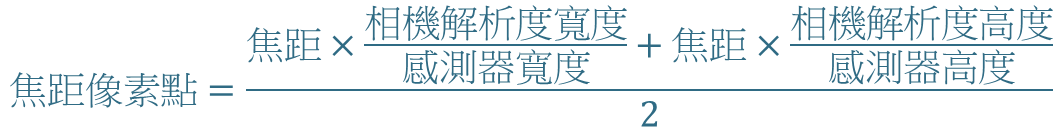 焦距像素點 = (焦距 × 相機解析度寬度 / 感測器寬度 + 焦距 × 相機解析度高度 / 感測器高度) / 2